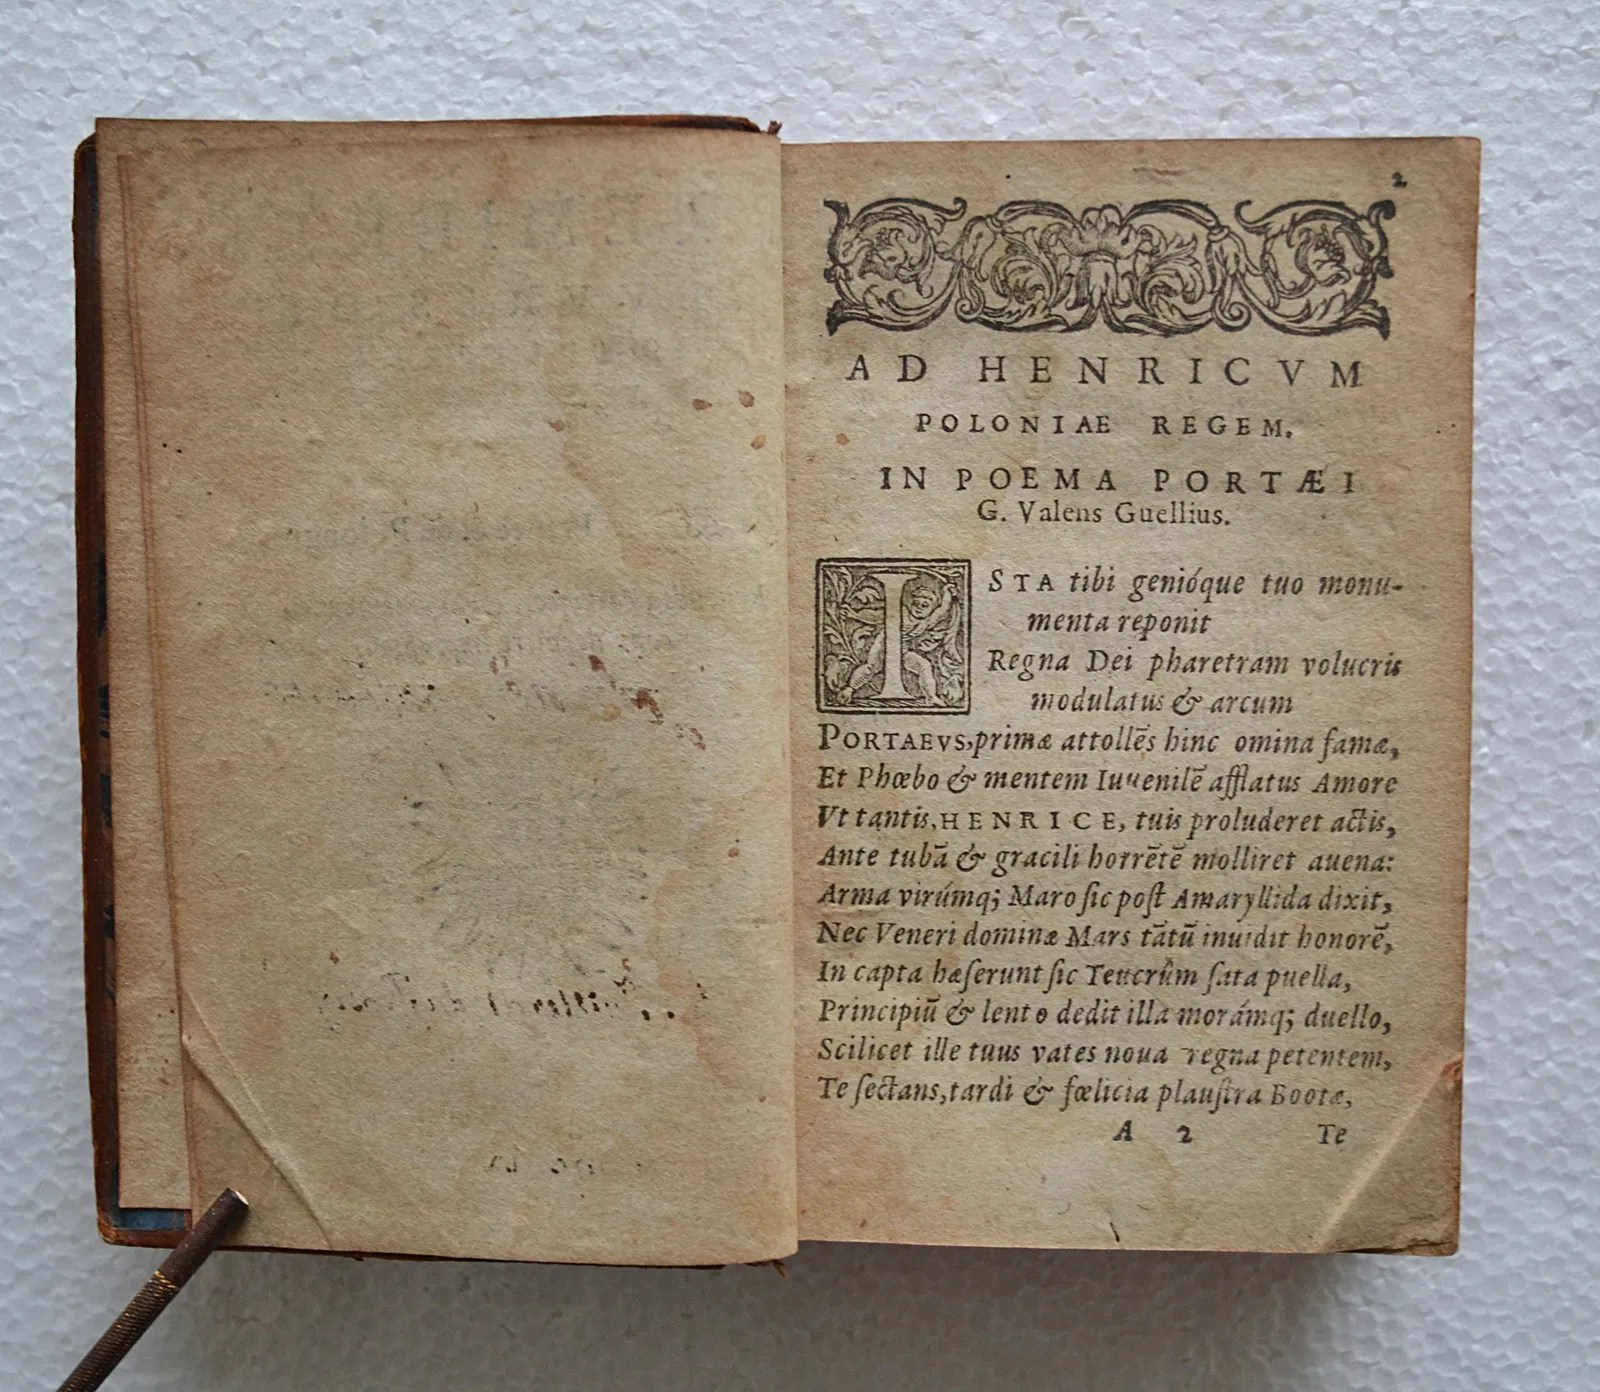 2
AD HENRICVM
POLONIAE REGEM.
IN POEMA PORTÆI
G. Valens Guellius.
ISTA tibi genióque tuo monu-
menta reponit
Regna Dei pharetram volucris
modulatus & arcum
PORTAEVS, primæ attollēs hinc omina famæ,
Et Phœbo & mentem Iuuenilē afflatus Amore
Vt tantis, HENRICE, tuis proluderet actis,
Ante tubā & gracili horrētē molliret auena:
Arma virúmq; Maro sic post Amaryllida dixit,
Nec Veneri dominæ Mars tātū inuidit honorē,
In capta hæserunt sic Teucrûm fata puella,
Principiū & lento dedit illa morámq; duello,
Scilicet ille tuus vates noua regna petentem,
Te sectans, tardi & fœlicia plaustra Bootæ,
A 2 Te